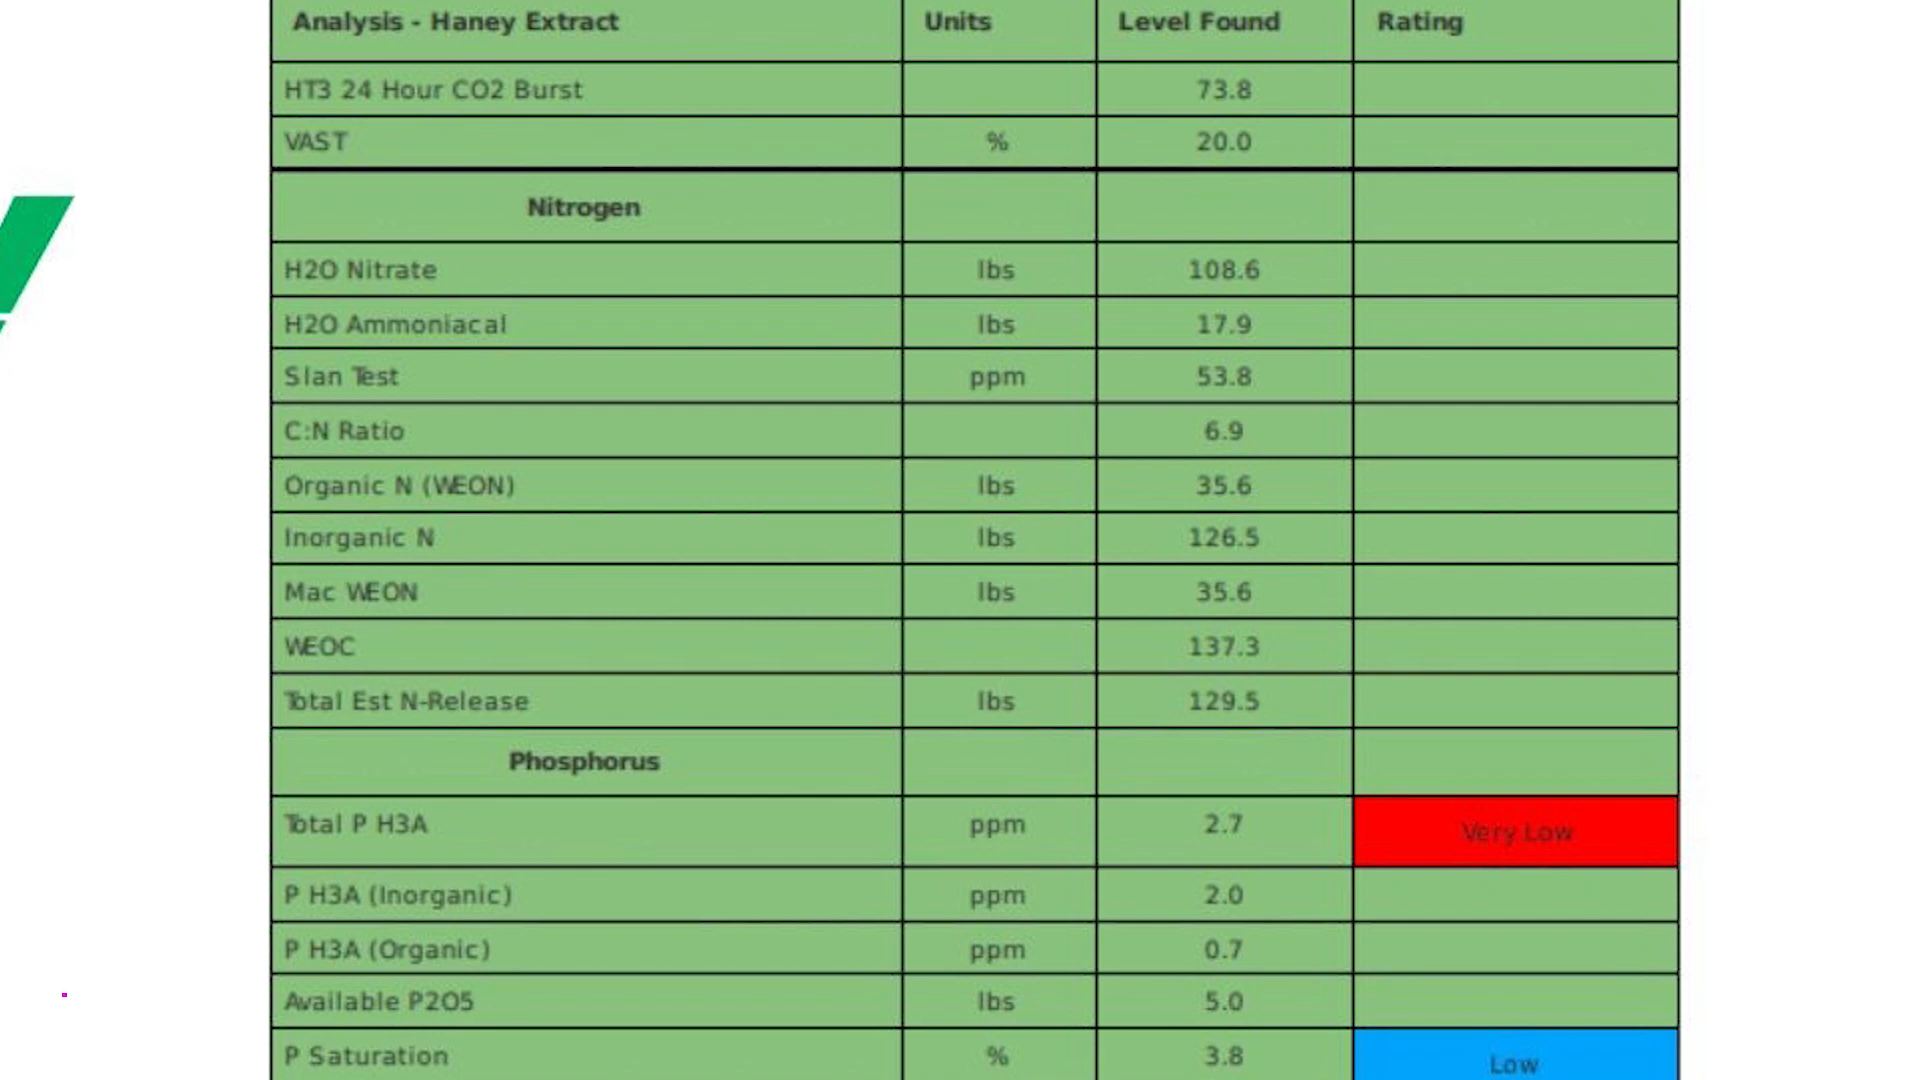 Analysis - Haney Extract Units Level Found Rating
HT3 24 Hour CO2 Burst 73.8
VAST % 20.0
Nitrogen
H2O Nitrate lbs 108.6
H2O Ammoniacal lbs 17.9
Slan Test ppm 53.8
C:N Ratio 6.9
Organic N (WEON) lbs 35.6
Inorganic N lbs 126.5
Mac WEON lbs 35.6
WEOC 137.3
Total Est N-Release lbs 129.5
Phosphorus
Total P H3A ppm 2.7 Very Low
P H3A (Inorganic) ppm 2.0
P H3A (Organic) ppm 0.7
Available P2O5 lbs 5.0
P Saturation % 3.8 Low